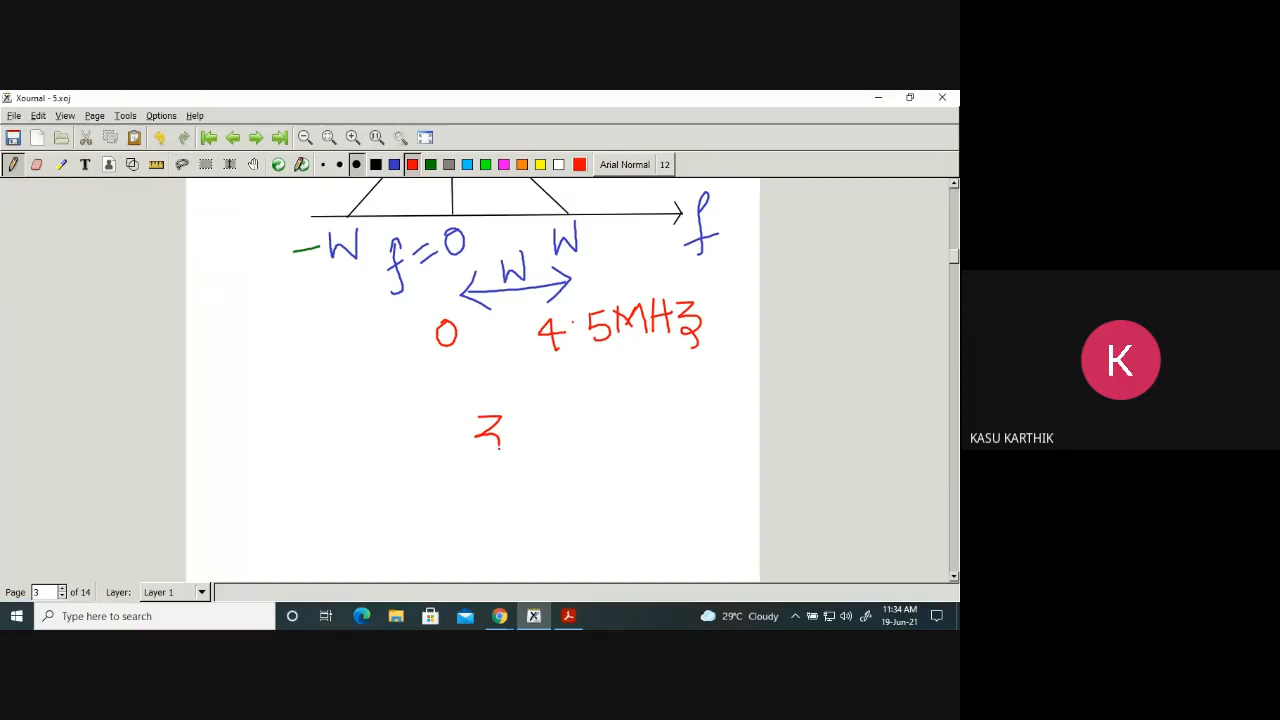 Xournal - 5.xoj
File Edit View Page Tools Options Help
T Arial Normal 12
f
-W f=0 W
W
0 4.5MHz
3
K
KASU KARTHIK
Page 3 of 14 Layer: Layer 1
Type here to search 29°C Cloudy 11:34 AM
19-Jun-21